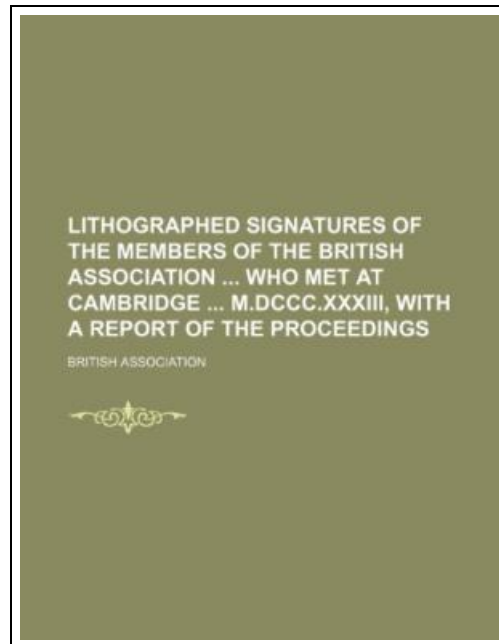 LITHOGRAPHED SIGNATURES OF
THE MEMBERS OF THE BRITISH
ASSOCIATION ... WHO MET AT
CAMBRIDGE ... M.DCCC.XXXIII, WITH
A REPORT OF THE PROCEEDINGS
BRITISH ASSOCIATION